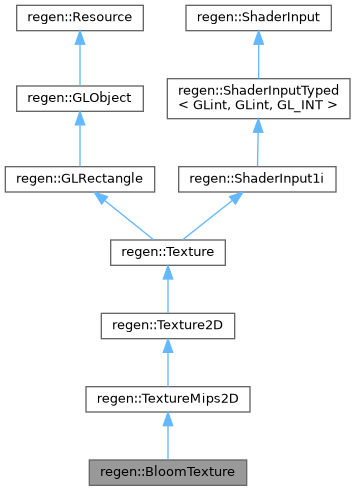 regen::Resource
regen::ShaderInput
regen::GLObject
regen::ShaderInputTyped
< GLint, GLint, GL_INT >
regen::GLRectangle
regen::ShaderInput1i
regen::Texture
regen::Texture2D
regen::TextureMips2D
regen::BloomTexture